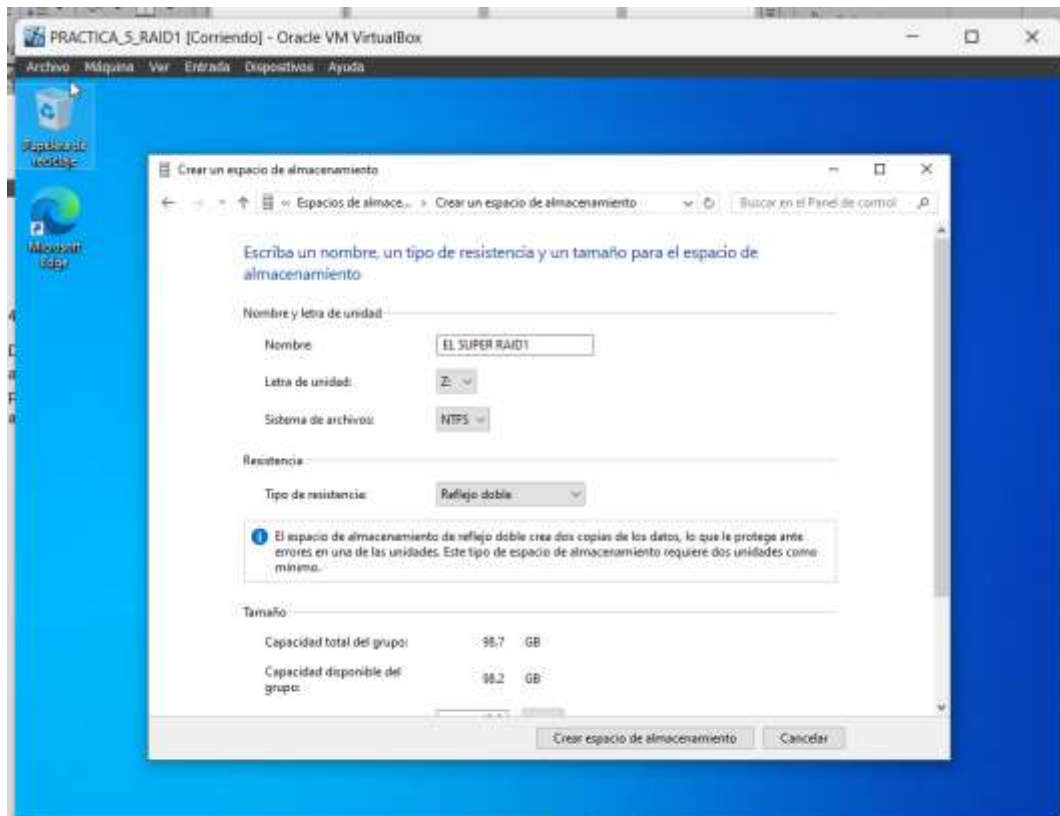 PRACTICA_5_RAID1 [Corriendo] - Oracle VM VirtualBox
Archivo Máquina Ver Entrada Dispositivos Ayuda
Papelera de
reciclaje
Microsoft
Edge
Crear un espacio de almacenamiento
« Espacios de almace... › Crear un espacio de almacenamiento
Buscar en el Panel de control
Escriba un nombre, un tipo de resistencia y un tamaño para el espacio de
almacenamiento
Nombre y letra de unidad
Nombre: EL SUPER RAID1
Letra de unidad: Z:
Sistema de archivos: NTFS
Resistencia
Tipo de resistencia: Reflejo doble
El espacio de almacenamiento de reflejo doble crea dos copias de los datos, lo que le protege ante
errores en una de las unidades. Este tipo de espacio de almacenamiento requiere dos unidades como
mínimo.
Tamaño
Capacidad total del grupo: 98.7 GB
Capacidad disponible del
grupo: 98.2 GB
Crear espacio de almacenamiento Cancelar